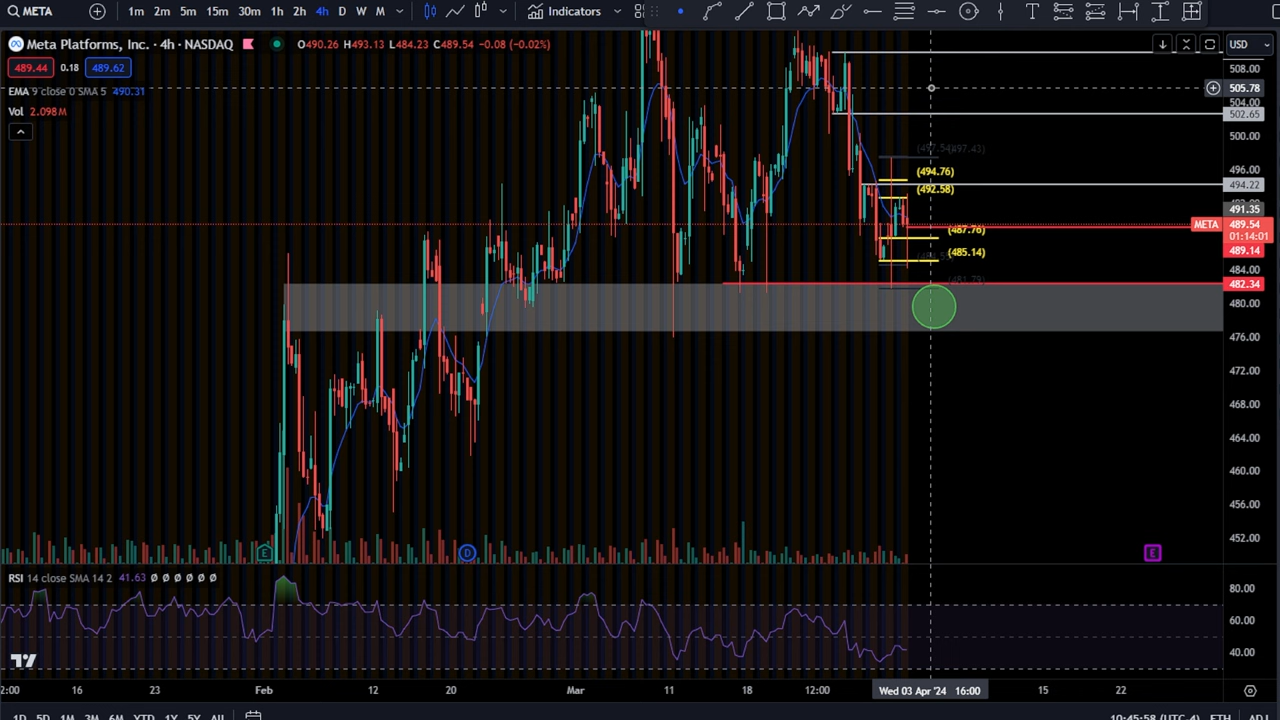 META 1m 2m 5m 15m 30m 1h 2h 4h D W M Indicators
Meta Platforms, Inc. · 4h · NASDAQ O490.26 H493.13 L484.23 C489.54 -0.08 (-0.02%) USD
489.44 0.18 489.62
EMA 9 close 0 SMA 5 490.31
Vol 2.098M
508.00
505.78
504.00
502.65
500.00
(497.43)
496.00
(494.76)
494.22
(492.58)
491.35
META 489.54
01:14:01
(487.76)
489.14
(485.14)
484.00
(481.79)
482.34
480.00
476.00
472.00
468.00
464.00
460.00
456.00
452.00
E D E
RSI 14 close SMA 14 2 41.63 Ø Ø Ø Ø Ø Ø
80.00
60.00
40.00
2:00 16 23 Feb 12 20 Mar 11 18 12:00 Wed 03 Apr '24 16:00 15 22
1D 5D 1M 3M 6M YTD 1Y 5Y All 10:45:58 (UTC-4) ETH ADJ